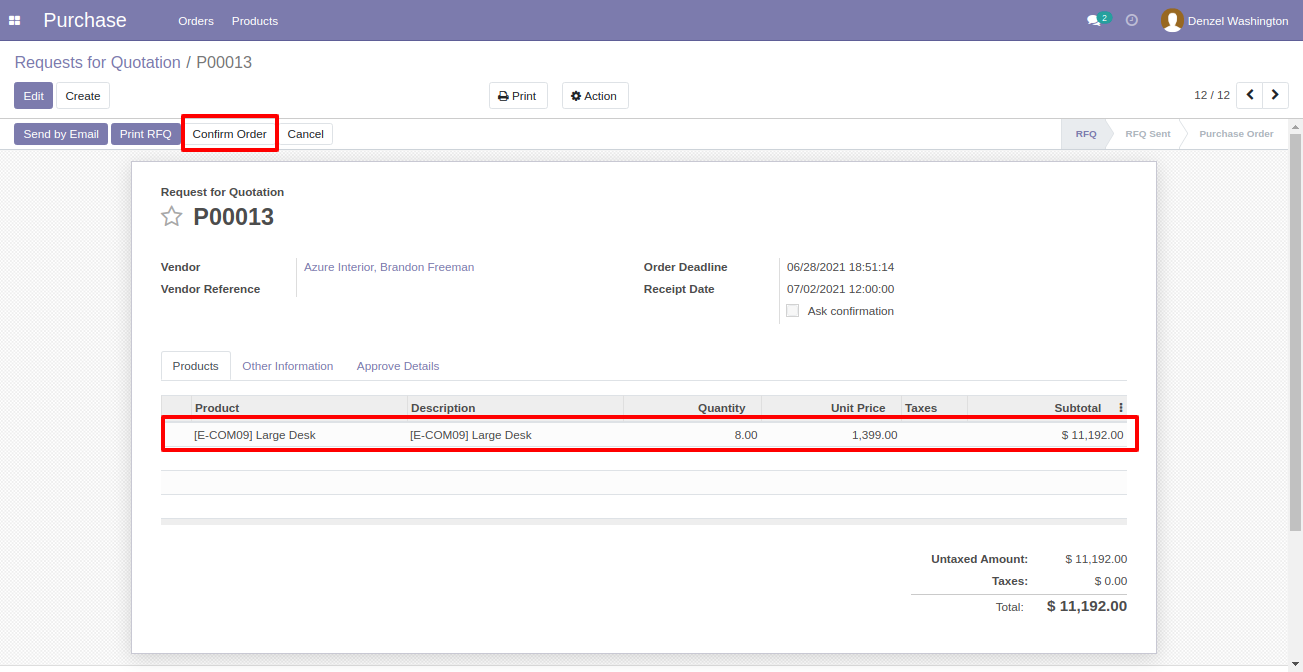 Purchase Orders Products 2 Denzel Washington
Requests for Quotation / P00013
Edit Create Print Action 12 / 12
Send by Email Print RFQ Confirm Order Cancel RFQ RFQ Sent Purchase Order
Request for Quotation
P00013
Vendor Azure Interior, Brandon Freeman Order Deadline 06/28/2021 18:51:14
Vendor Reference Receipt Date 07/02/2021 12:00:00
Ask confirmation
Products Other Information Approve Details
Product Description Quantity Unit Price Taxes Subtotal
[E-COM09] Large Desk [E-COM09] Large Desk 8.00 1,399.00 $ 11,192.00
Untaxed Amount: $ 11,192.00
Taxes: $ 0.00
Total: $ 11,192.00